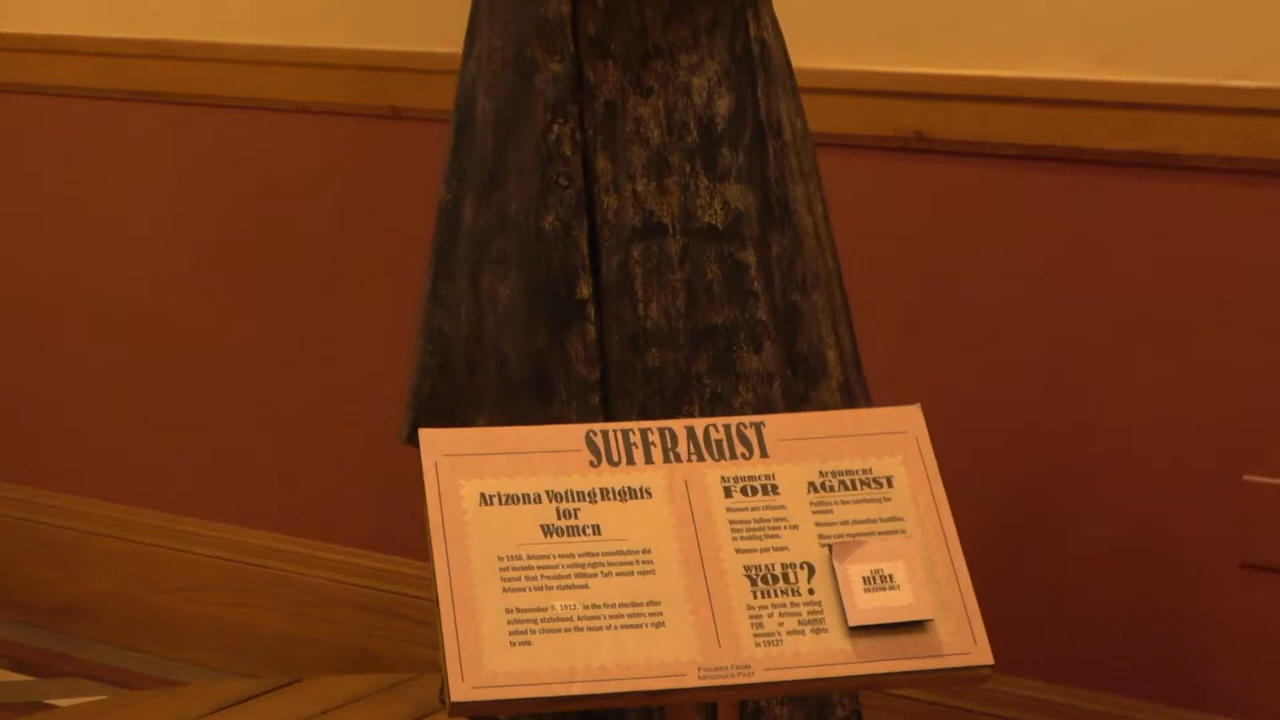 SUFFRAGIST
Arizona Voting Rights
for
Women
In 1910, Arizona's newly written constitution did
not include women's voting rights because it was
feared that President William Taft would reject
Arizona's bid for statehood.
On November 5, 1912, in the first election after
achieving statehood, Arizona's male voters were
asked to choose on the issue of a women's right
to vote.
Argument
FOR
Women are citizens.
Women follow laws,
they should have a say
in making them.
Women pay taxes.
Argument
AGAINST
Politics is too
women
Women will abandon families.
Men can represent women in
WHAT DO
YOU?
THINK
Do you think the voting
men of Arizona voted
FOR or AGAINST
women's voting rights
in 1912?
LIFT
HERE
TO FIND OUT
FIGURES FROM
ARIZONA'S PAST